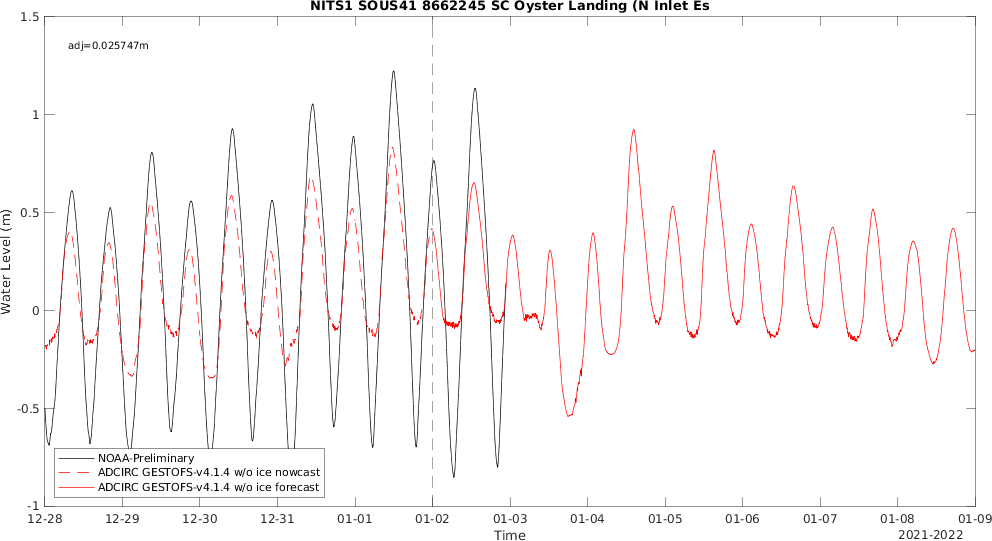 NITS1 SOUS41 8662245 SC Oyster Landing (N Inlet Es
adj=0.025747m
1.5
1
0.5
0
-0.5
-1
Water Level (m)
NOAA-Preliminary
ADCIRC GESTOFS-v4.1.4 w/o ice nowcast
ADCIRC GESTOFS-v4.1.4 w/o ice forecast
12-28 12-29 12-30 12-31 01-01 01-02 01-03 01-04 01-05 01-06 01-07 01-08 01-09
Time
2021-2022